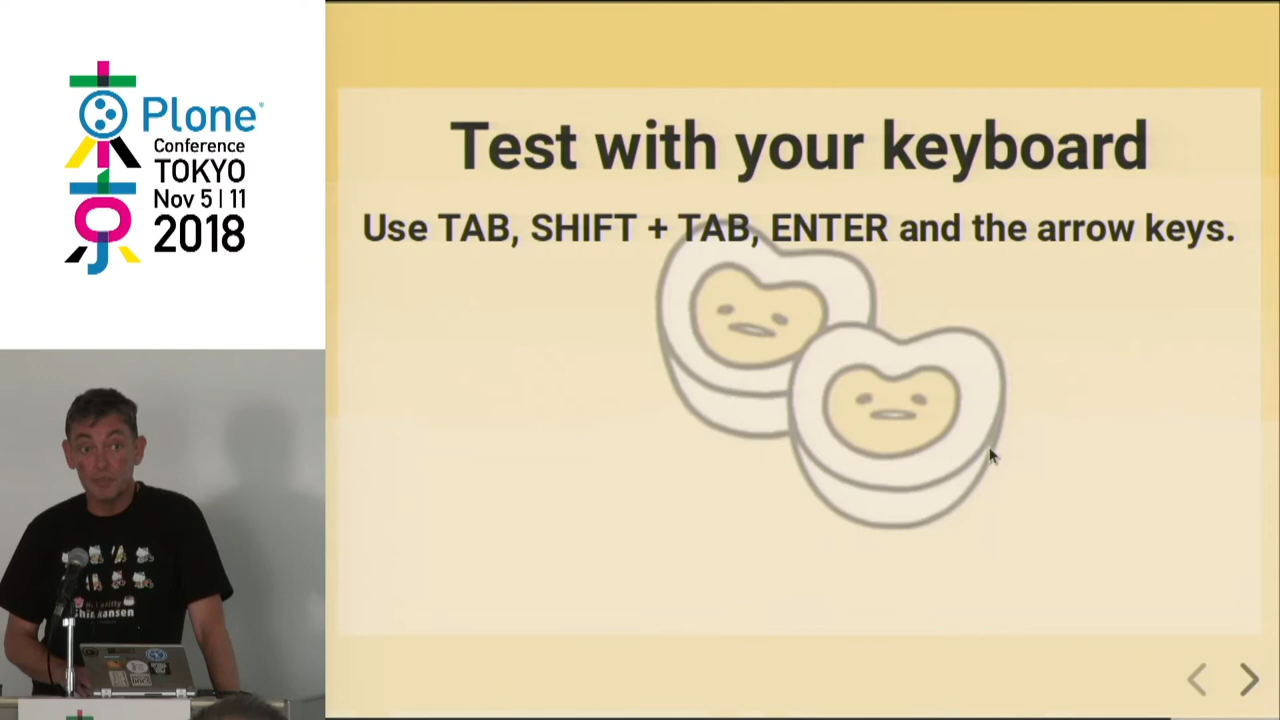 Plone®
Conference
TOKYO
Nov 5 | 11
2018
Test with your keyboard
Use TAB, SHIFT + TAB, ENTER and the arrow keys.